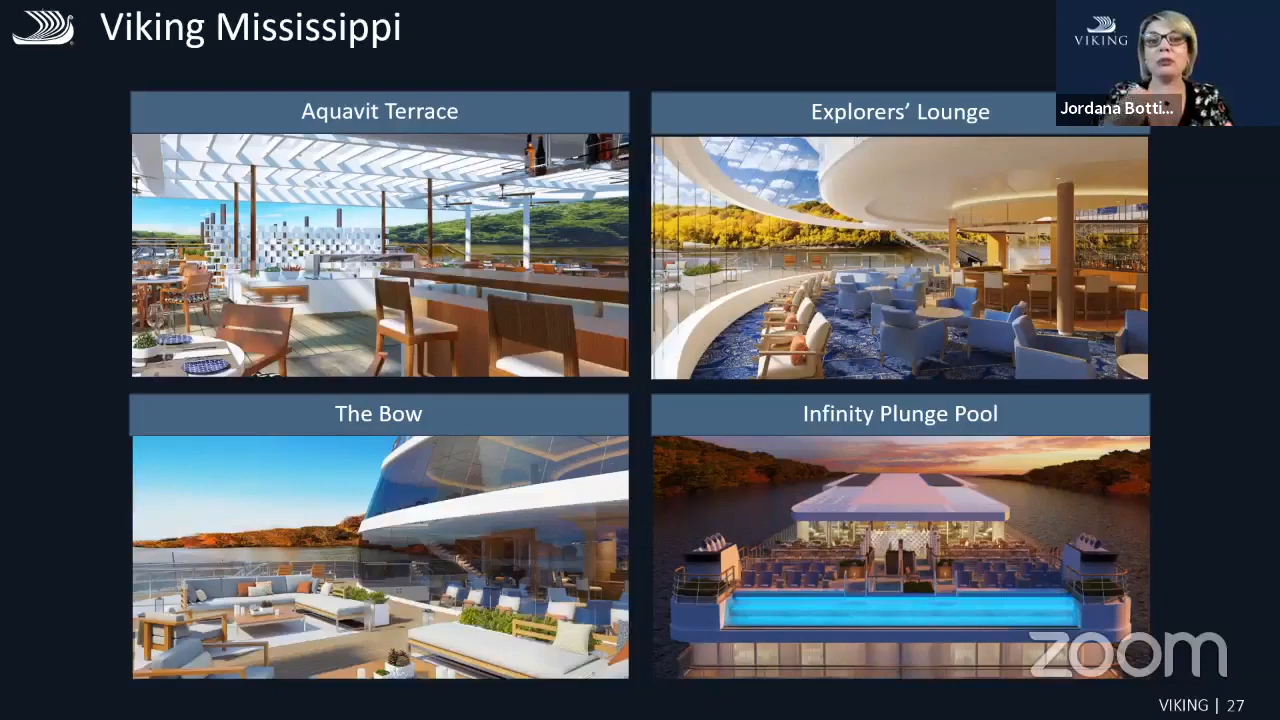 Viking Mississippi
VIKING
Jordana Botti...
Aquavit Terrace
Explorers’ Lounge
The Bow
Infinity Plunge Pool
zoom
VIKING | 27